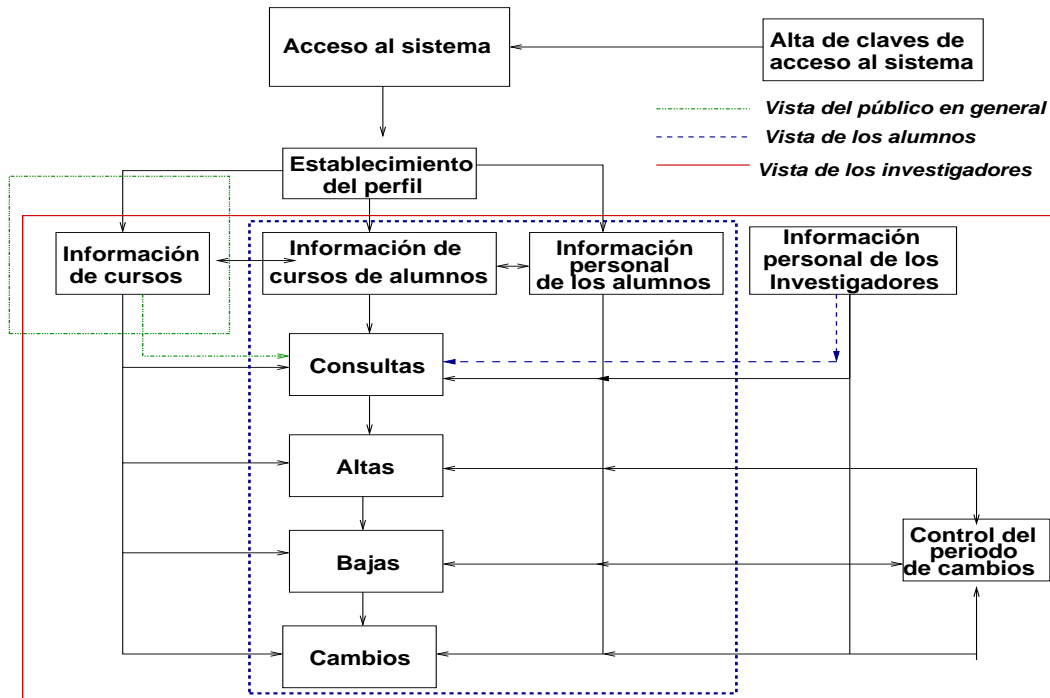 Acceso al sistema
Alta de claves de
acceso al sistema
Vista del público en general
Vista de los alumnos
Vista de los investigadores
Establecimiento
del perfil
Información
de cursos
Información de
cursos de alumnos
Información
personal
de los alumnos
Información
personal de los
Investigadores
Consultas
Altas
Bajas
Control del
periodo
de cambios
Cambios